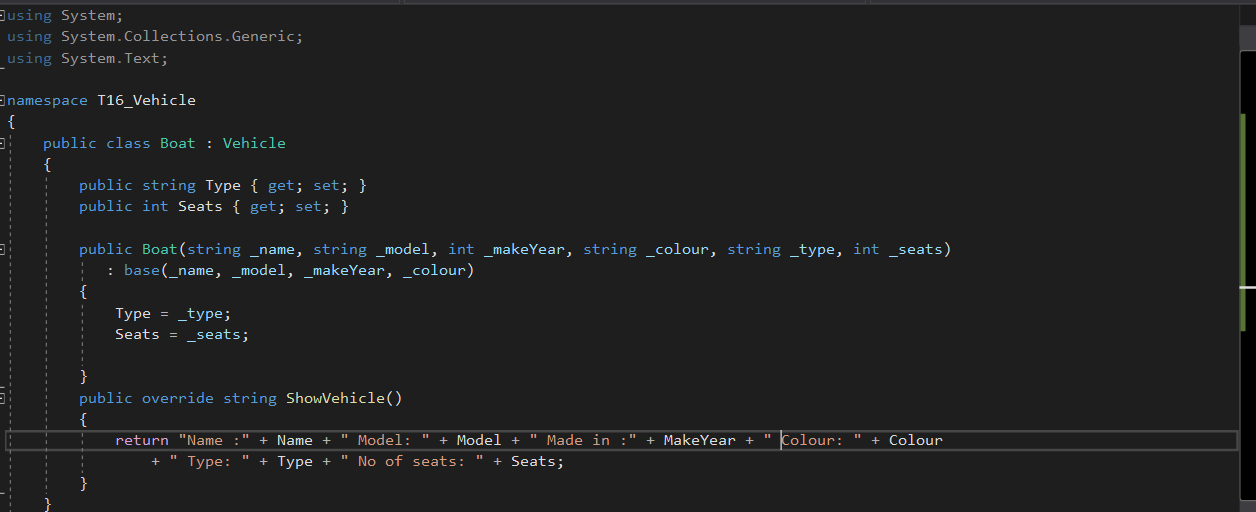 using System;
using System.Collections.Generic;
using System.Text;
namespace T16_Vehicle
{
public class Boat : Vehicle
{
public string Type { get; set; }
public int Seats { get; set; }
public Boat(string _name, string _model, int _makeYear, string _colour, string _type, int _seats)
: base(_name, _model, _makeYear, _colour)
{
Type = _type;
Seats = _seats;
}
public override string ShowVehicle()
{
return "Name :" + Name + " Model: " + Model + " Made in :" + MakeYear + " Colour: " + Colour
+ " Type: " + Type + " No of seats: " + Seats;
}
}